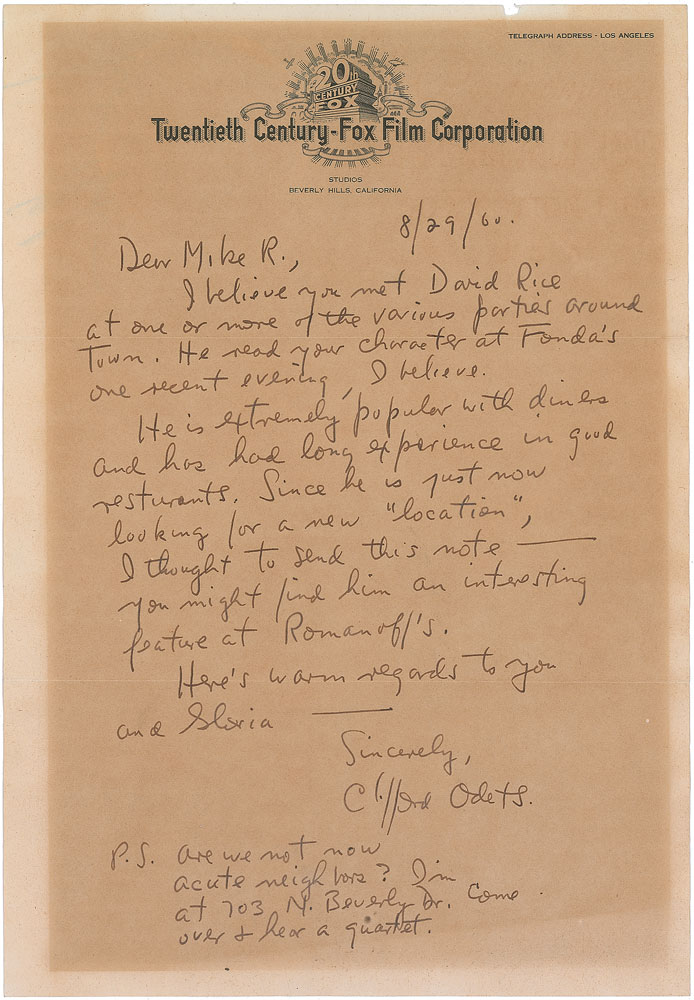 TELEGRAPH ADDRESS - LOS ANGELES
20th
CENTURY
FOX
Twentieth Century-Fox Film Corporation
STUDIOS
BEVERLY HILLS, CALIFORNIA
8/29/60.
Dear Mike R.,
I believe you met David Rice
at one or more of the various parties around
Town. He read your character at Fonda's
one recent evening, I believe.
He is extremely popular with diners
and has had long experience in good
resturants. Since he is just now
looking for a new "location",
I thought to send this note —
you might find him an interesting
feature at Romanoff's.
Here's warm regards to you
and Gloria —
Sincerely,
Clifford Odets.
P.S. are we not now
acute neighbors? I'm
at 703 N. Beverly Dr. Come
over & hear a quartet.